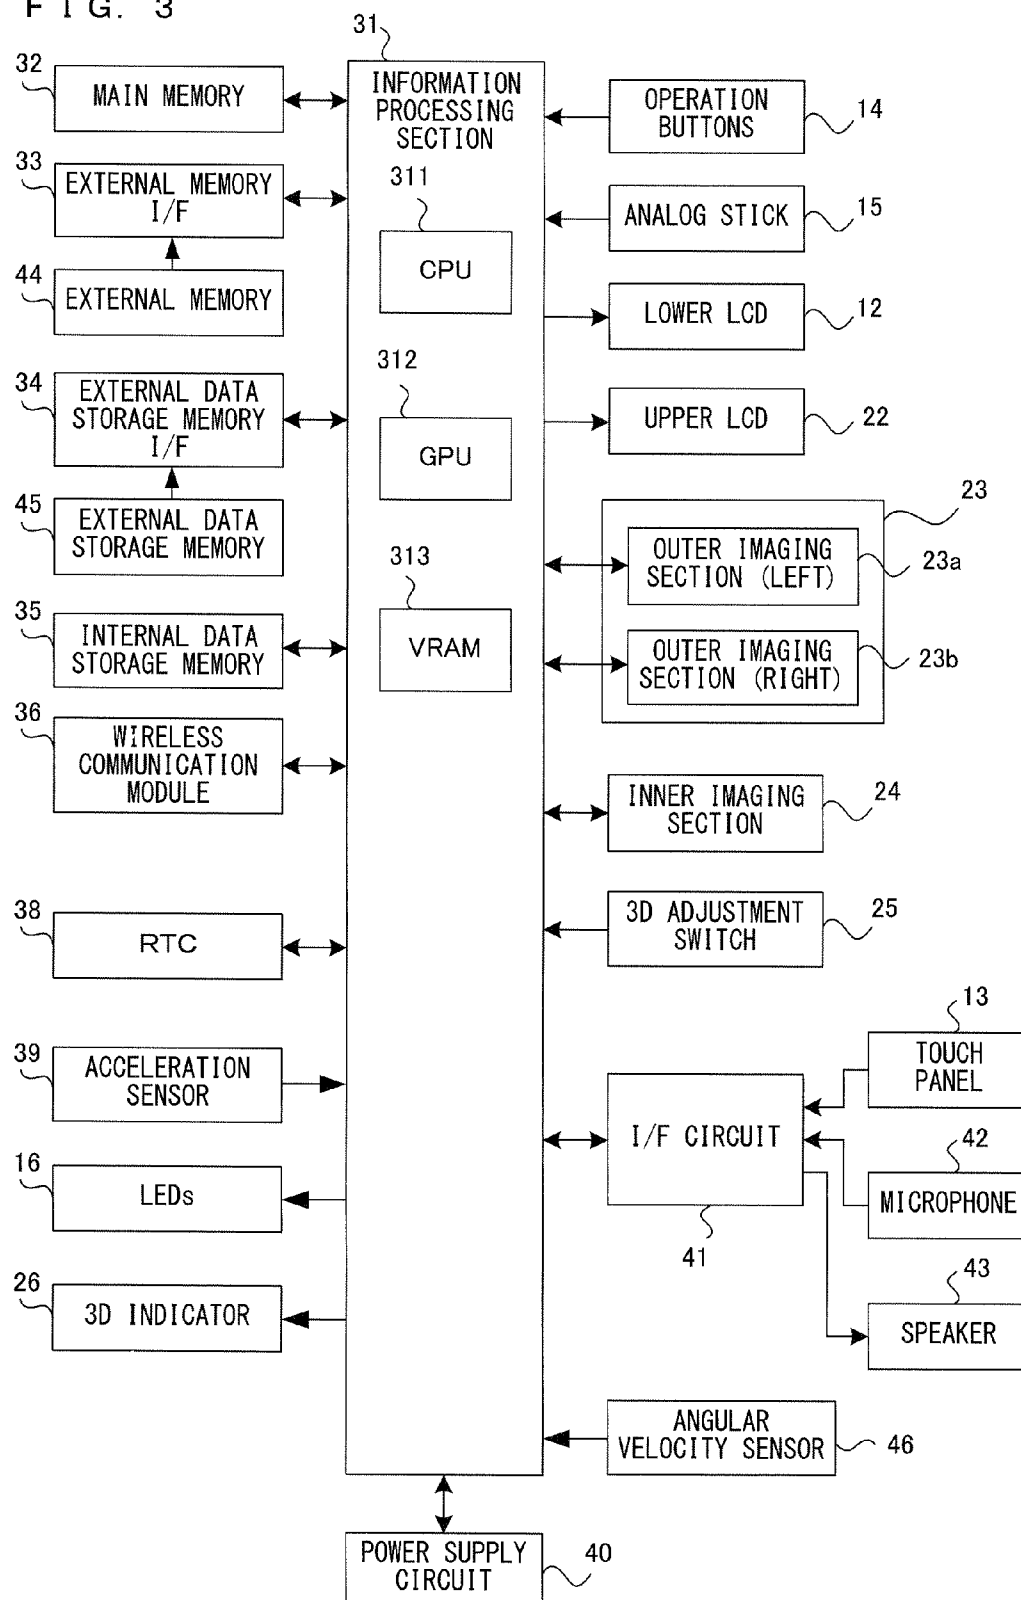 FIG. 3
31
INFORMATION
PROCESSING
SECTION
311
CPU
312
GPU
313
VRAM
32
MAIN MEMORY
33
EXTERNAL MEMORY
I/F
44
EXTERNAL MEMORY
34
EXTERNAL DATA
STORAGE MEMORY
I/F
45
EXTERNAL DATA
STORAGE MEMORY
35
INTERNAL DATA
STORAGE MEMORY
36
WIRELESS
COMMUNICATION
MODULE
38
RTC
39
ACCELERATION
SENSOR
16
LEDs
26
3D INDICATOR
OPERATION
BUTTONS
14
ANALOG STICK
15
LOWER LCD
12
UPPER LCD
22
23
OUTER IMAGING
SECTION (LEFT)
23a
OUTER IMAGING
SECTION (RIGHT)
23b
INNER IMAGING
SECTION
24
3D ADJUSTMENT
SWITCH
25
13
TOUCH
PANEL
I/F CIRCUIT
41
42
MICROPHONE
43
SPEAKER
ANGULAR
VELOCITY SENSOR
46
POWER SUPPLY
CIRCUIT
40